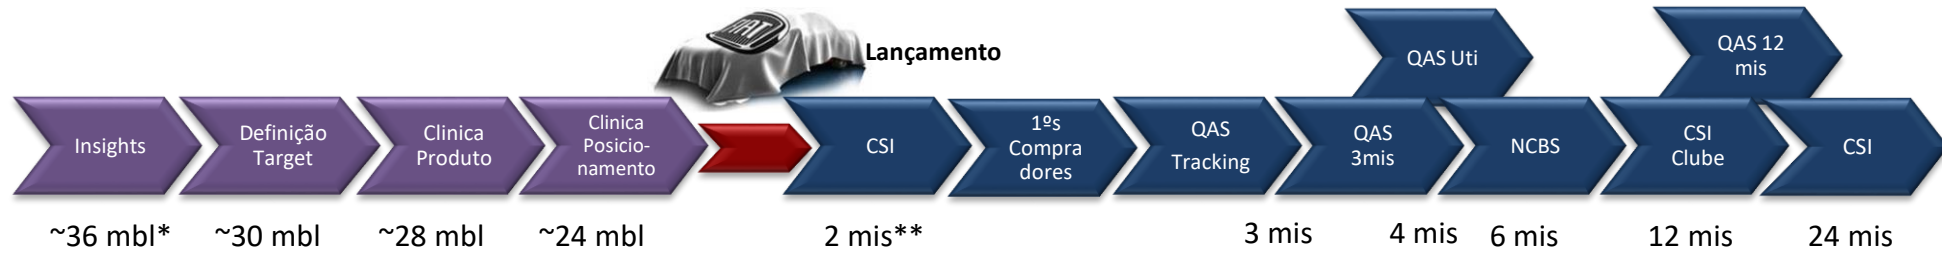 FIAT
Lançamento
QAS Uti
QAS 12
mis
Insights
Definição
Target
Clinica
Produto
Clinica
Posicio-
namento
CSI
1ºs
Compra
dores
QAS
Tracking
QAS
3mis
NCBS
CSI
Clube
CSI
~36 mbl*
~30 mbl
~28 mbl
~24 mbl
2 mis**
3 mis
4 mis
6 mis
12 mis
24 mis